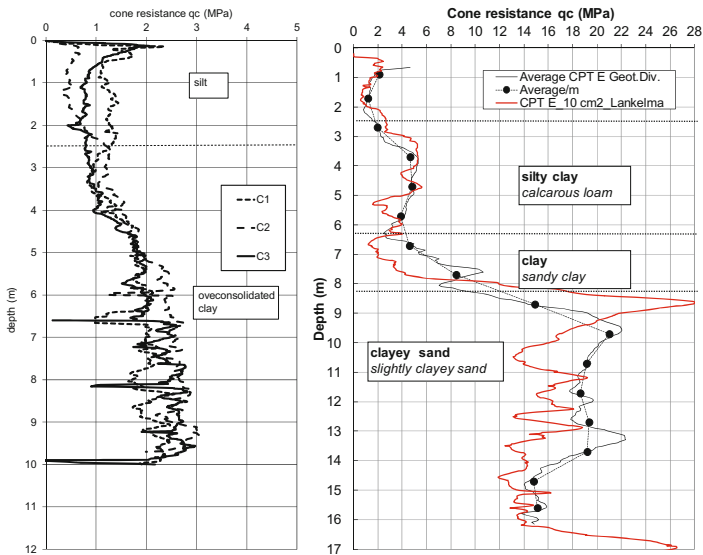 cone resistance qc (MPa)
0 1 2 3 4 5
0
1
2
3
4
5
6
7
8
9
10
11
12
depth (m)
silt
C1
C2
C3
oveconsolidated
clay
Cone resistance qc (MPa)
0 2 4 6 8 10 12 14 16 18 20 22 24 26 28
0
1
2
3
4
5
6
7
8
9
10
11
12
13
14
15
16
17
Depth (m)
Average CPT E Geot.Div.
Average/m
CPT E_10 cm2_Lankelma
silty clay
calcarous loam
clay
sandy clay
clayey sand
slightly clayey sand